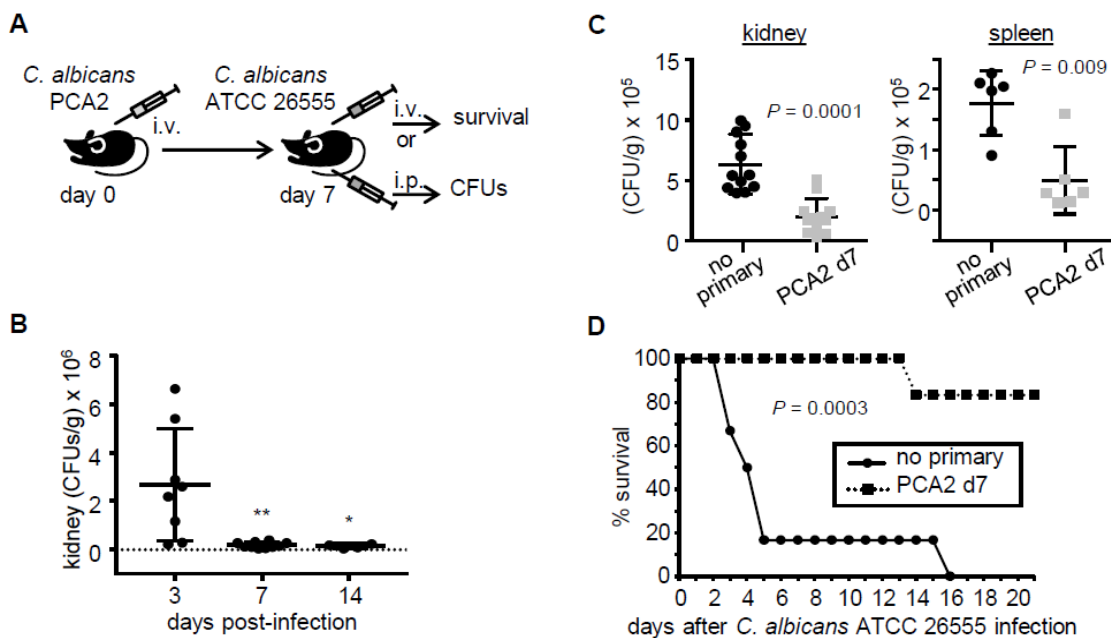 A
C. albicans
PCA2
C. albicans
ATCC 26555
i.v.
i.v.
or
survival
i.p.
CFUs
day 0
day 7
B
kidney (CFUs/g) x 10⁶
8
6
4
2
0
**
*
3
7
14
days post-infection
C
kidney
(CFU/g) x 10⁵
15
10
5
0
P = 0.0001
no
primary
PCA2 d7
spleen
(CFU/g) x 10⁵
2
1
1
0
P = 0.009
no
primary
PCA2 d7
D
% survival
100
80
60
40
20
0
P = 0.0003
no primary
PCA2 d7
0 2 4 6 8 10 12 14 16 18 20
days after C. albicans ATCC 26555 infection